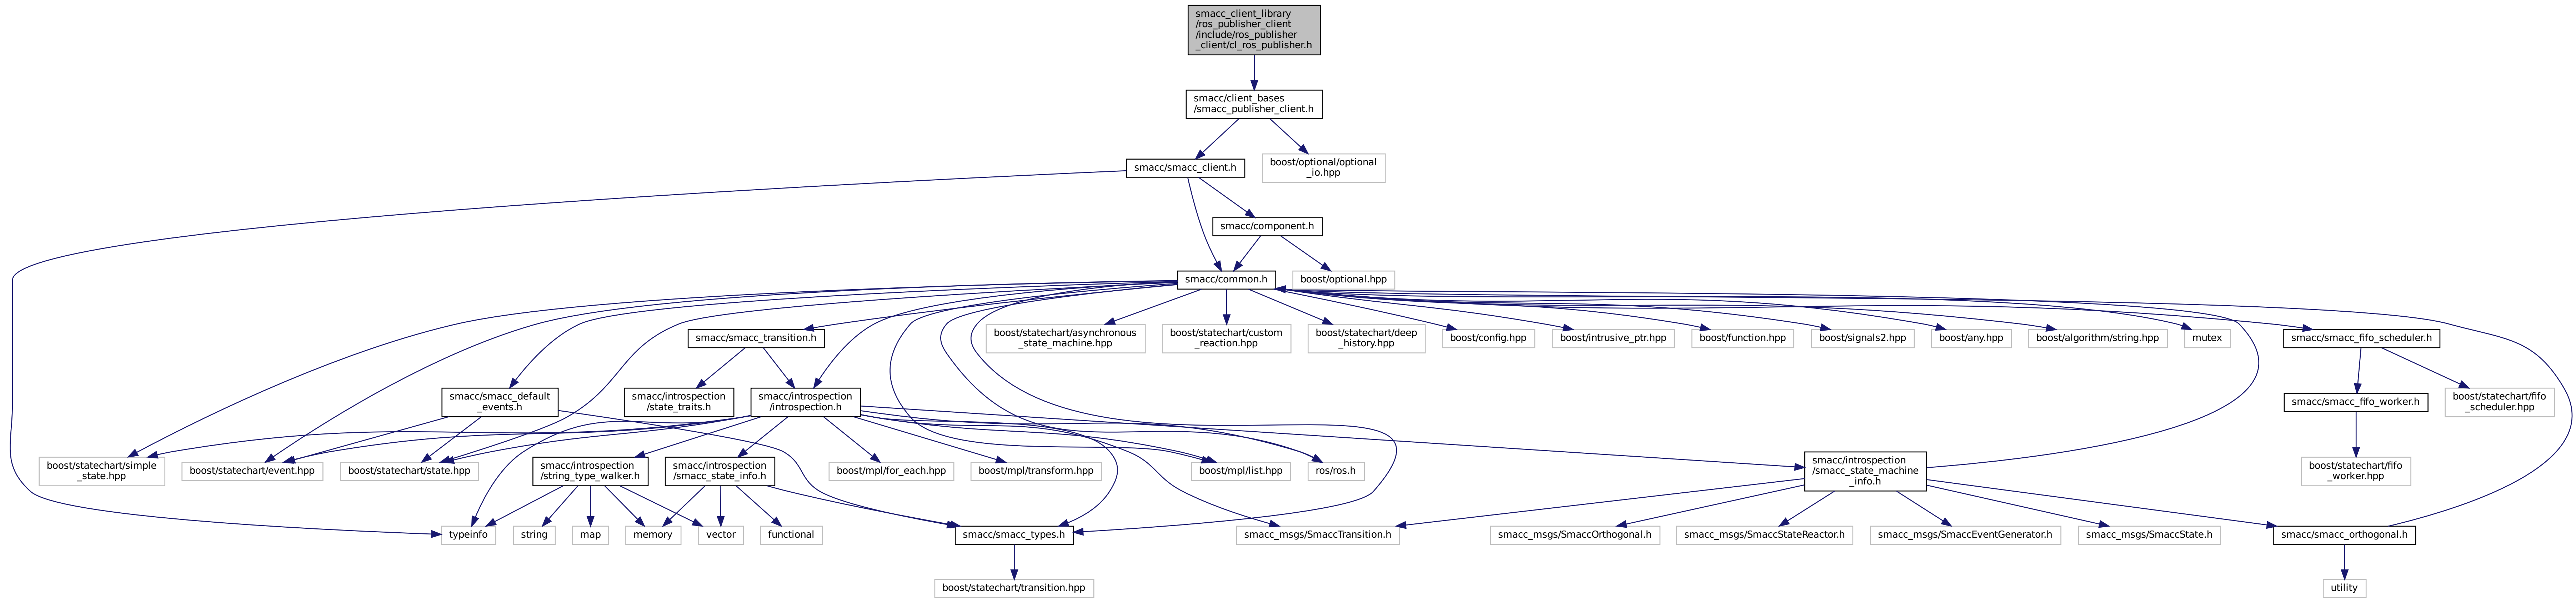 smacc_client_library
/ros_publisher_client
/include/ros_publisher
_client/cl_ros_publisher.h
smacc/client_bases
/smacc_publisher_client.h
smacc/smacc_client.h
boost/optional/optional
_io.hpp
smacc/component.h
smacc/common.h
boost/optional.hpp
smacc/smacc_transition.h
boost/statechart/asynchronous
_state_machine.hpp
boost/statechart/custom
_reaction.hpp
boost/statechart/deep
_history.hpp
boost/config.hpp
boost/intrusive_ptr.hpp
boost/function.hpp
boost/signals2.hpp
boost/any.hpp
boost/algorithm/string.hpp
mutex
smacc/smacc_fifo_scheduler.h
smacc/smacc_default
_events.h
smacc/introspection
/state_traits.h
smacc/introspection
/introspection.h
smacc/smacc_fifo_worker.h
boost/statechart/fifo
_scheduler.hpp
boost/statechart/simple
_state.hpp
boost/statechart/event.hpp
boost/statechart/state.hpp
smacc/introspection
/string_type_walker.h
smacc/introspection
/smacc_state_info.h
boost/mpl/for_each.hpp
boost/mpl/transform.hpp
boost/mpl/list.hpp
ros/ros.h
smacc/introspection
/smacc_state_machine
_info.h
boost/statechart/fifo
_worker.hpp
typeinfo
string
map
memory
vector
functional
smacc/smacc_types.h
smacc_msgs/SmaccTransition.h
smacc_msgs/SmaccOrthogonal.h
smacc_msgs/SmaccStateReactor.h
smacc_msgs/SmaccEventGenerator.h
smacc_msgs/SmaccState.h
smacc/smacc_orthogonal.h
boost/statechart/transition.hpp
utility